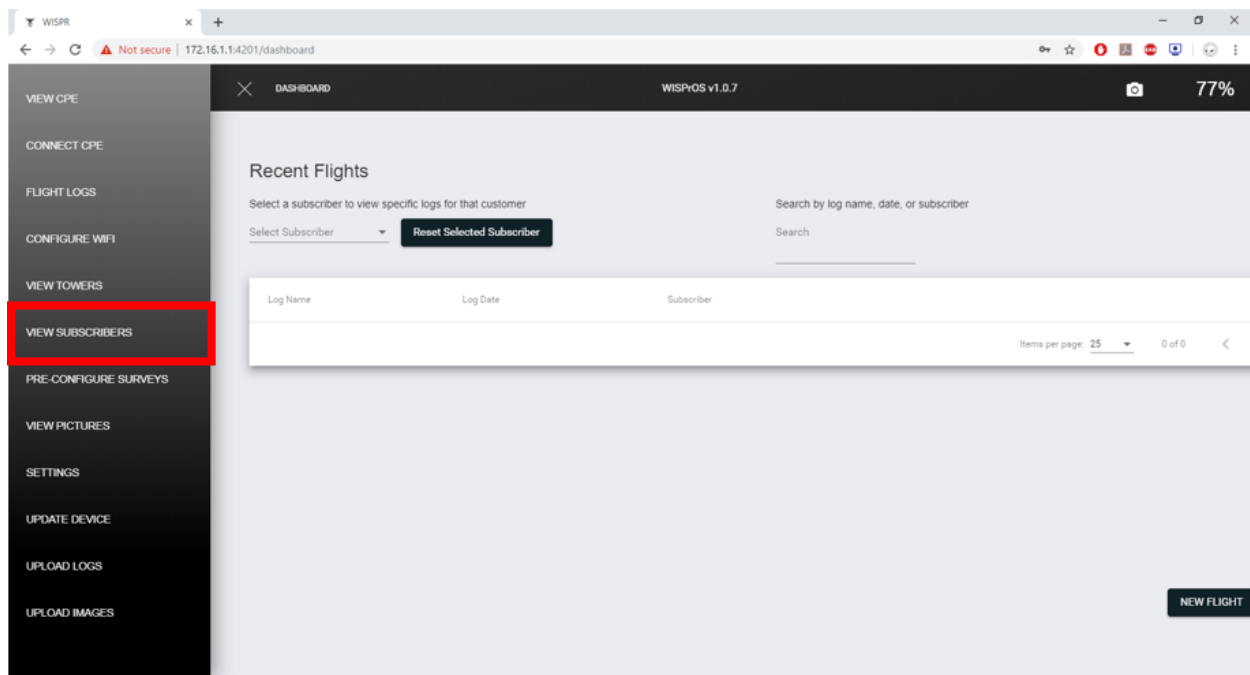 WISPR
Not secure | 172.16.1.1:4201/dashboard
DASHBOARD
WISPrOS v1.0.7
77%
VIEW CPE
CONNECT CPE
FLIGHT LOGS
CONFIGURE WIFI
VIEW TOWERS
VIEW SUBSCRIBERS
PRE-CONFIGURE SURVEYS
VIEW PICTURES
SETTINGS
UPDATE DEVICE
UPLOAD LOGS
UPLOAD IMAGES
Recent Flights
Select a subscriber to view specific logs for that customer
Search by log name, date, or subscriber
Select Subscriber
Reset Selected Subscriber
Search
Log Name Log Date Subscriber
Items per page: 25 0 of 0
NEW FLIGHT